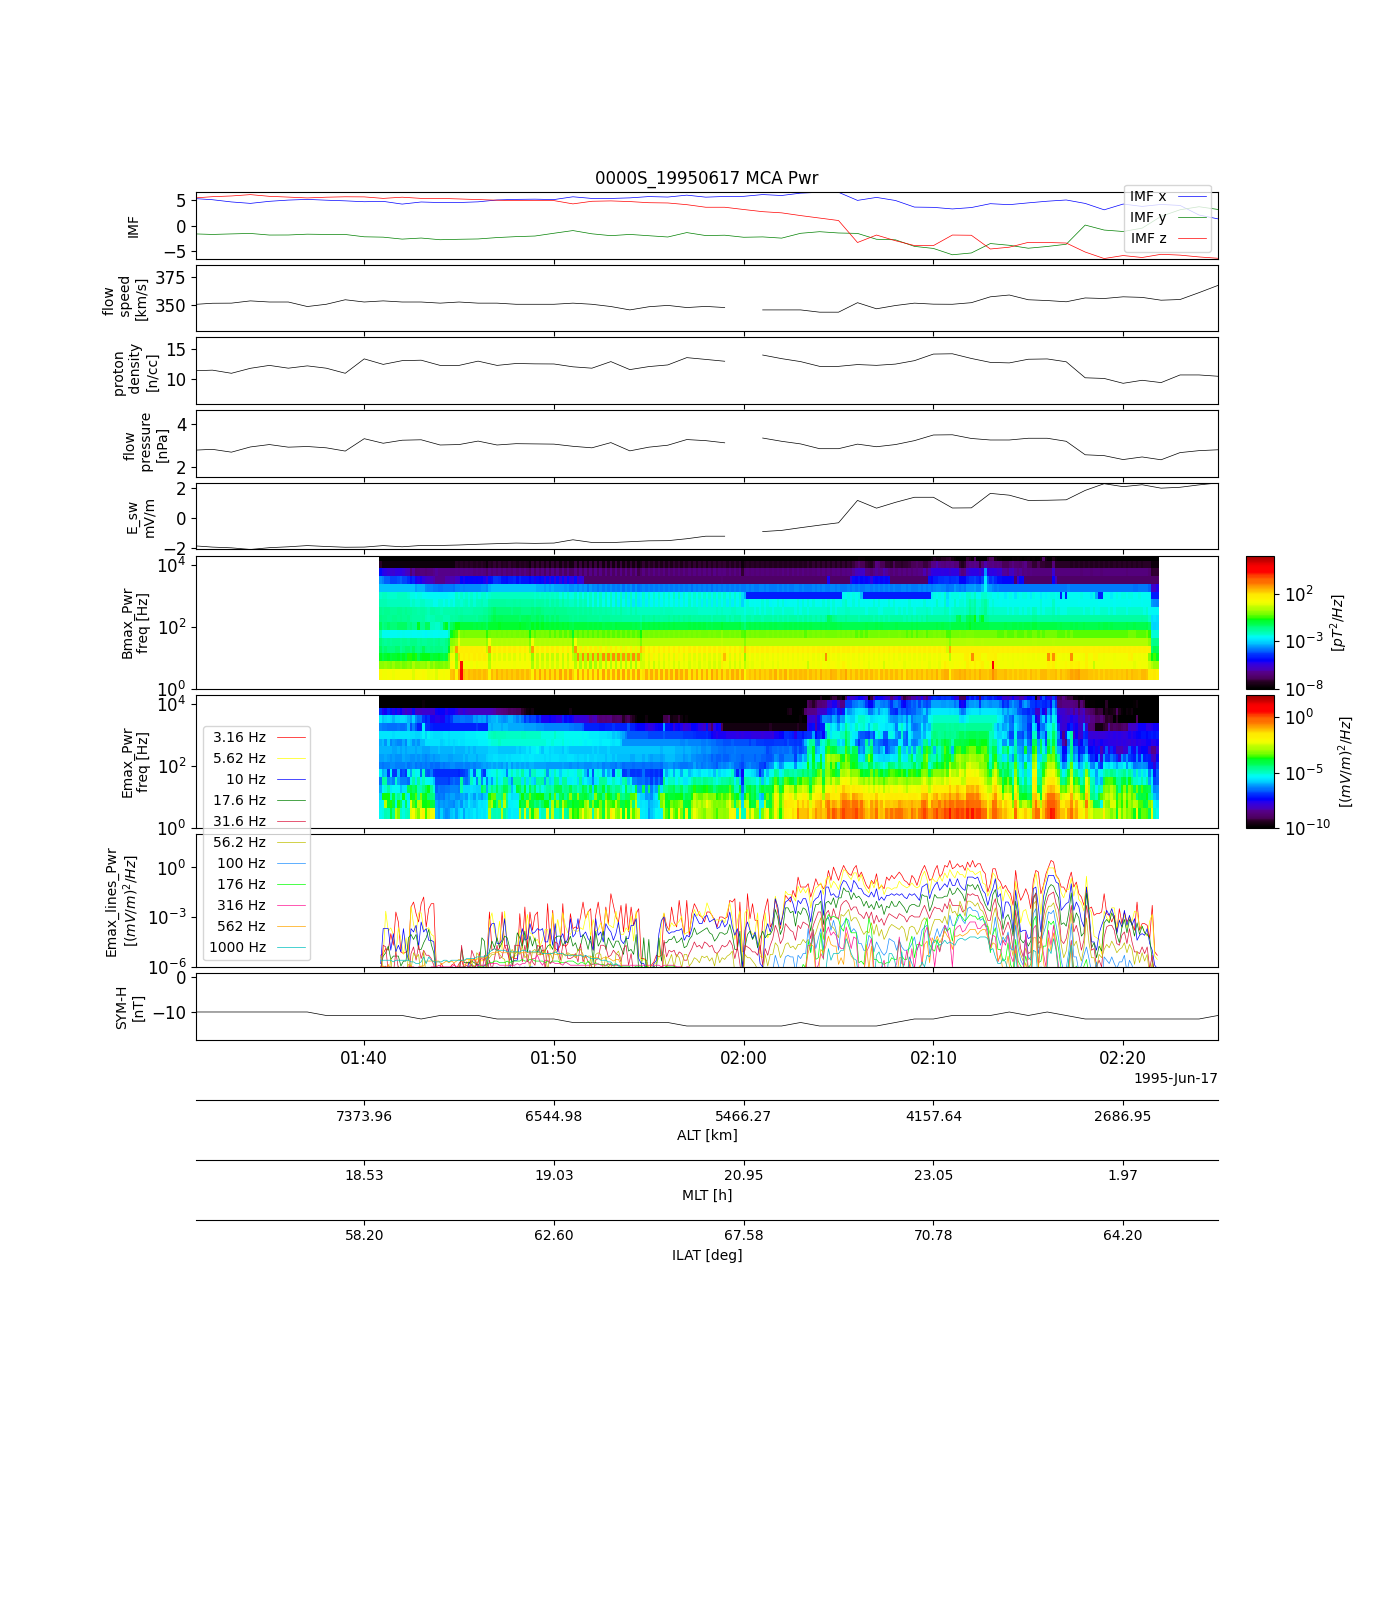 0000S_19950617 MCA Pwr
IMF
5
0
−5
IMF x
IMF y
IMF z
flow
speed
[km/s]
375
350
proton
density
[n/cc]
15
10
flow
pressure
[nPa]
4
2
E_sw
mV/m
2
0
−2
Bmax_Pwr
freq [Hz]
10^4
10^2
10^0
10^2
10^−3
10^−8
[pT^2/Hz]
Emax_Pwr
freq [Hz]
10^4
10^2
10^0
10^0
10^−5
10^−10
[(mV/m)^2/Hz]
3.16 Hz
5.62 Hz
10 Hz
17.6 Hz
31.6 Hz
56.2 Hz
100 Hz
176 Hz
316 Hz
562 Hz
1000 Hz
Emax_lines_Pwr
[(mV/m)^2/Hz]
10^0
10^−3
10^−6
SYM-H
[nT]
0
−10
01:40 01:50 02:00 02:10 02:20
1995-Jun-17
7373.96 6544.98 5466.27 4157.64 2686.95
ALT [km]
18.53 19.03 20.95 23.05 1.97
MLT [h]
58.20 62.60 67.58 70.78 64.20
ILAT [deg]